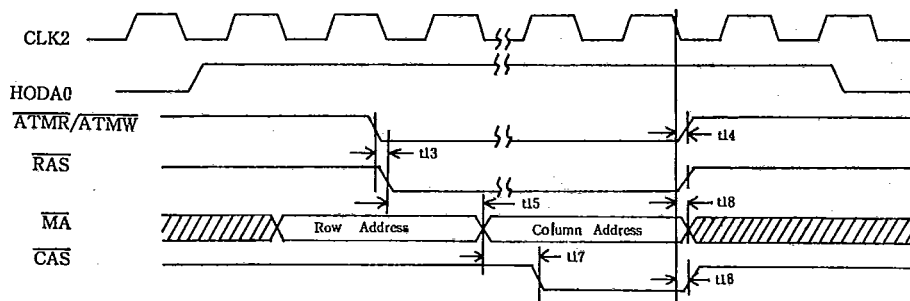 CLK2
HODA0
ATMR/ATMW
t14
t13
RAS
t15
t18
MA
Row Address
Column Address
CAS
t17
t18